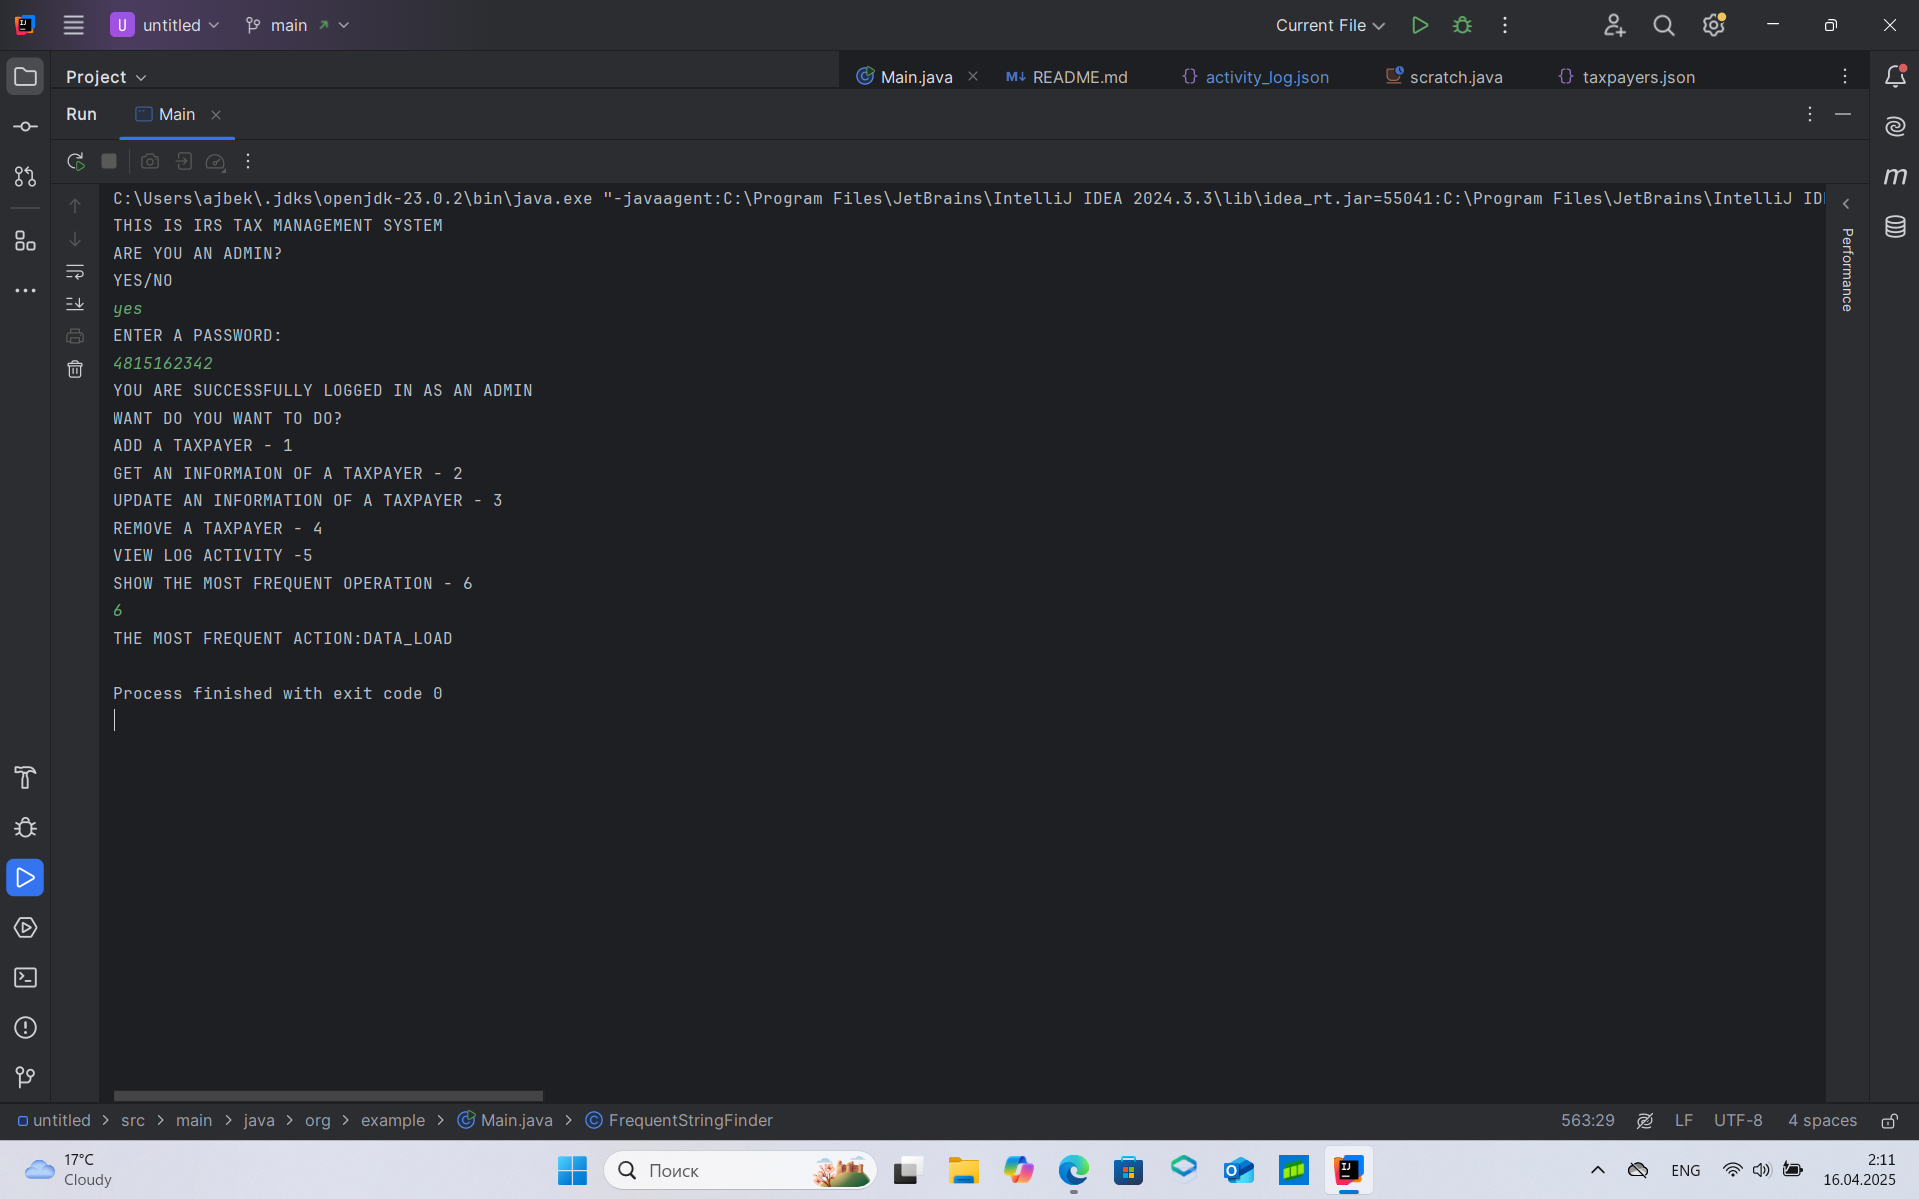 U untitled
main
Current File
Project
Main.java
README.md
activity_log.json
scratch.java
taxpayers.json
Run
Main
C:\Users\ajbek\.jdks\openjdk-23.0.2\bin\java.exe "-javaagent:C:\Program Files\JetBrains\IntelliJ IDEA 2024.3.3\lib\idea_rt.jar=55041:C:\Program Files\JetBrains\IntelliJ IDE
THIS IS IRS TAX MANAGEMENT SYSTEM
ARE YOU AN ADMIN?
YES/NO
yes
ENTER A PASSWORD:
4815162342
YOU ARE SUCCESSFULLY LOGGED IN AS AN ADMIN
WANT DO YOU WANT TO DO?
ADD A TAXPAYER - 1
GET AN INFORMAION OF A TAXPAYER - 2
UPDATE AN INFORMATION OF A TAXPAYER - 3
REMOVE A TAXPAYER - 4
VIEW LOG ACTIVITY -5
SHOW THE MOST FREQUENT OPERATION - 6
6
THE MOST FREQUENT ACTION:DATA_LOAD
Process finished with exit code 0
Performance
untitled > src > main > java > org > example > Main.java > FrequentStringFinder
563:29
LF
UTF-8
4 spaces
17°C
Cloudy
Поиск
ENG
2:11
16.04.2025